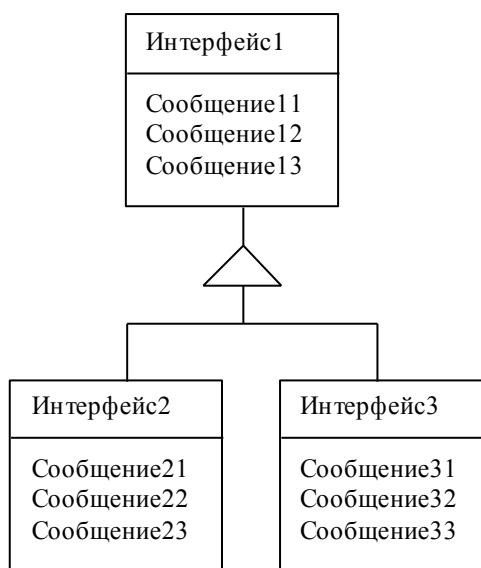 Интерфейс1
Сообщение11
Сообщение12
Сообщение13
Интерфейс2
Сообщение21
Сообщение22
Сообщение23
Интерфейс3
Сообщение31
Сообщение32
Сообщение33